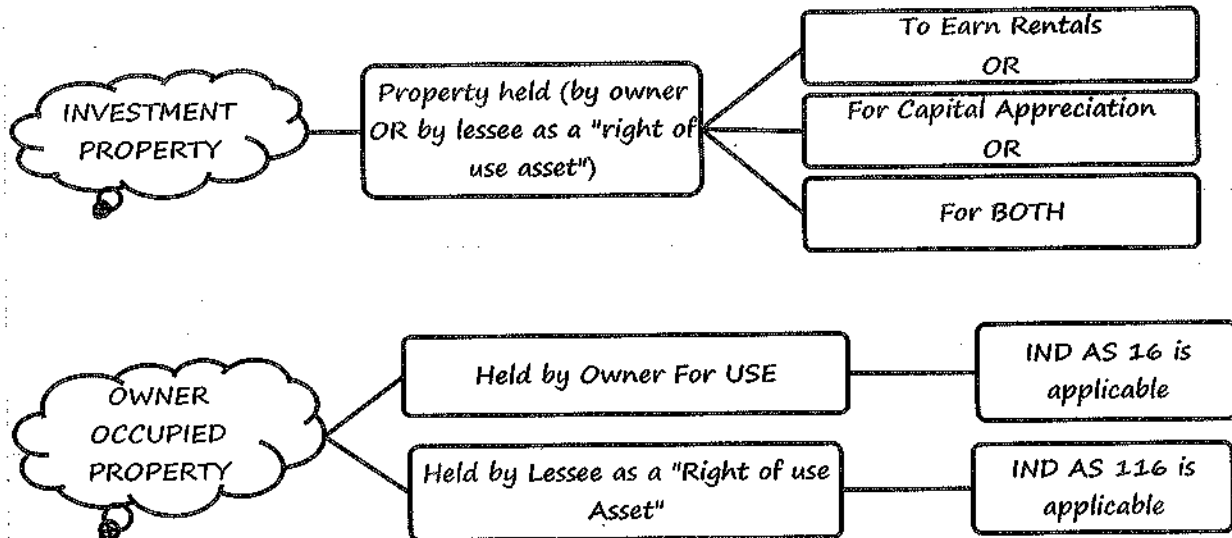 INVESTMENT
PROPERTY
Property held (by owner
OR by lessee as a "right of
use asset")
To Earn Rentals
OR
For Capital Appreciation
OR
For BOTH
OWNER
OCCUPIED
PROPERTY
Held by Owner For USE
IND AS 16 is
applicable
Held by Lessee as a "Right of use
Asset"
IND AS 116 is
applicable